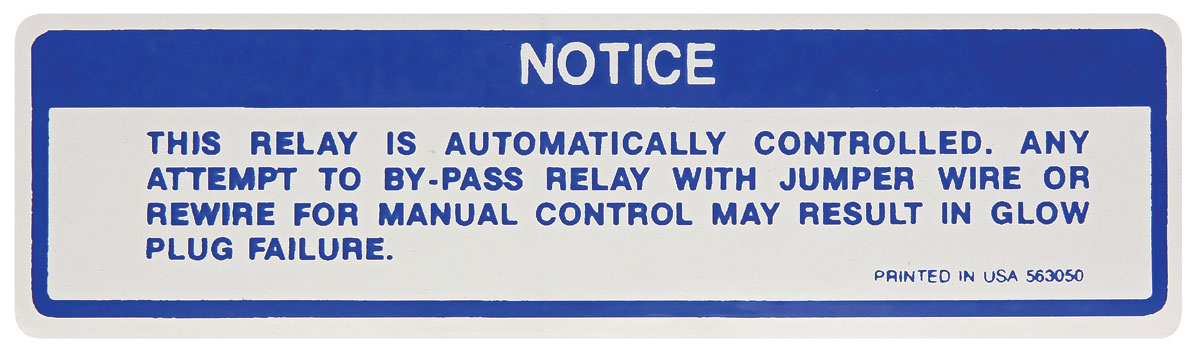 NOTICE
THIS RELAY IS AUTOMATICALLY CONTROLLED. ANY
ATTEMPT TO BY-PASS RELAY WITH JUMPER WIRE OR
REWIRE FOR MANUAL CONTROL MAY RESULT IN GLOW
PLUG FAILURE.
PRINTED IN USA 563050